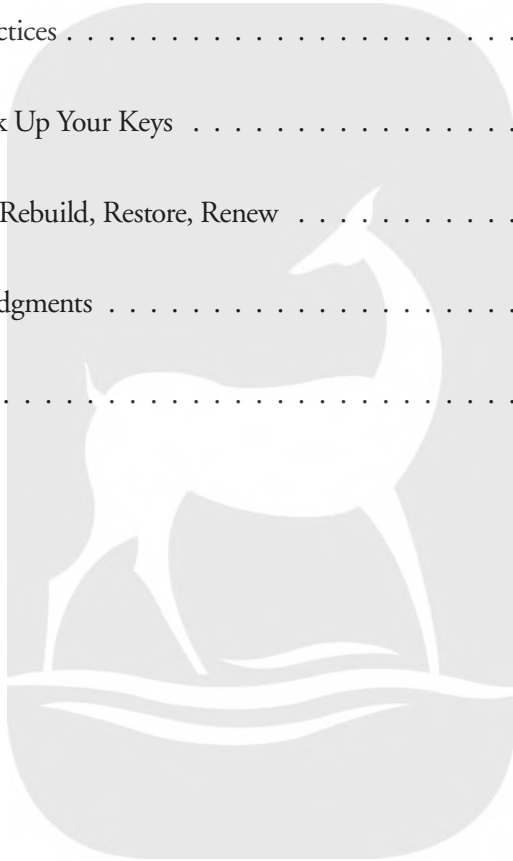 ctices . . . . . . . . . . . . . . . . . . . . . . .
k Up Your Keys . . . . . . . . . . . . . . . . .
Rebuild, Restore, Renew . . . . . . . . . . .
dgments . . . . . . . . . . . . . . . . . . . . .
. . . . . . . . . . . . . . . . . . . . . . . . .